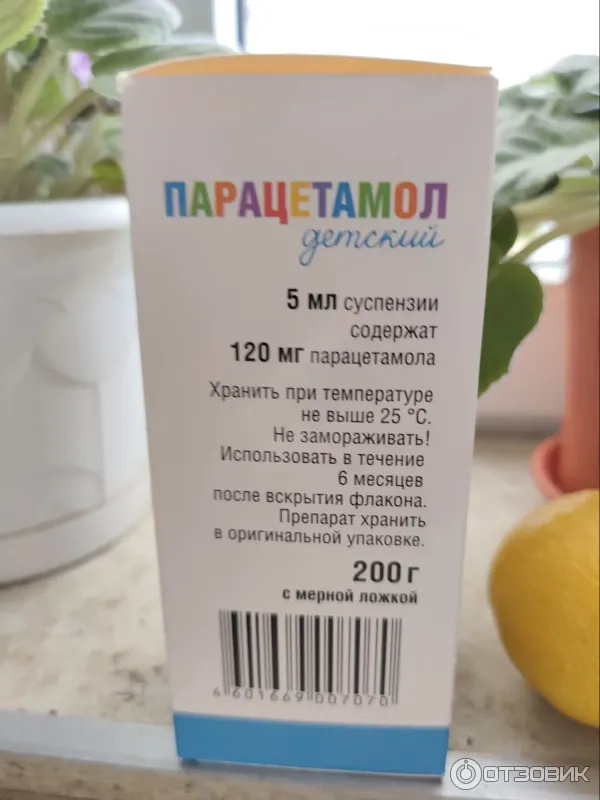 ПАРАЦЕТАМОЛ
детский
5 мл суспензии
содержат
120 мг парацетамола
Хранить при температуре
не выше 25 °С.
Не замораживать!
Использовать в течение
6 месяцев
после вскрытия флакона.
Препарат хранить
в оригинальной упаковке.
200 г
с мерной ложкой
4 601669 007070
ОТЗОВИК